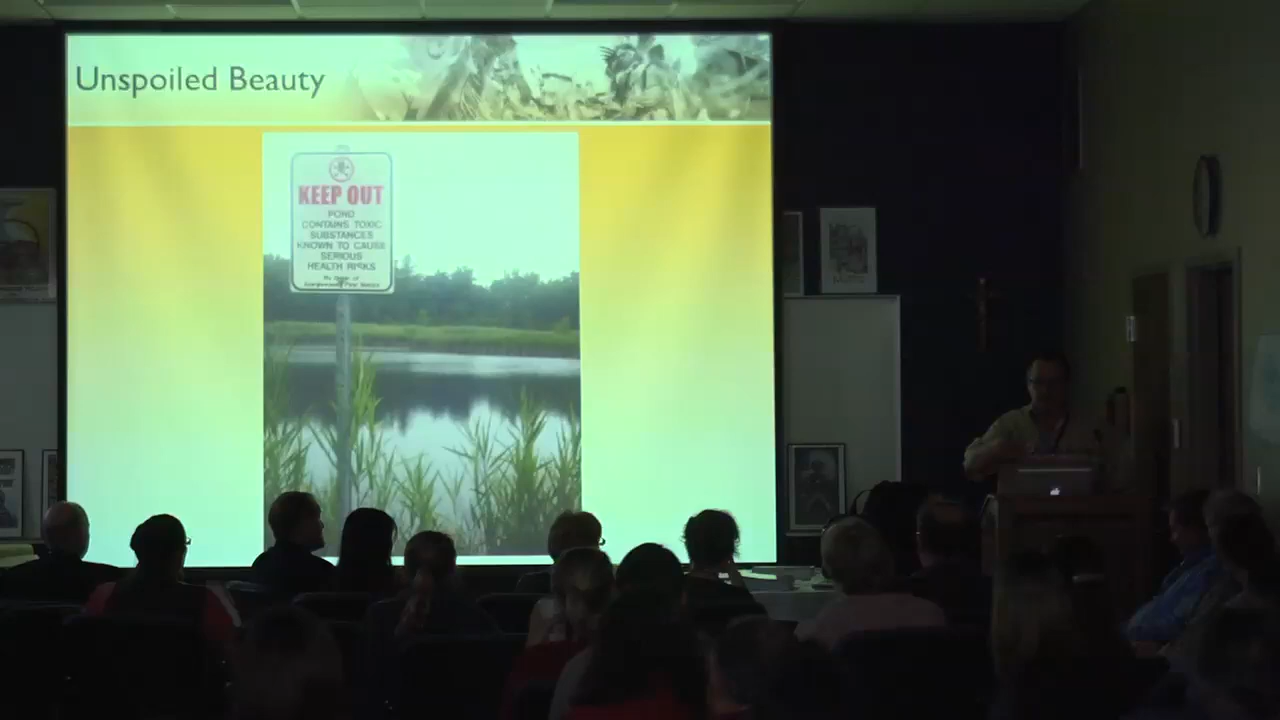 Unspoiled Beauty
KEEP OUT
POND
CONTAINS TOXIC
SUBSTANCES
KNOWN TO CAUSE
SERIOUS
HEALTH RISKS